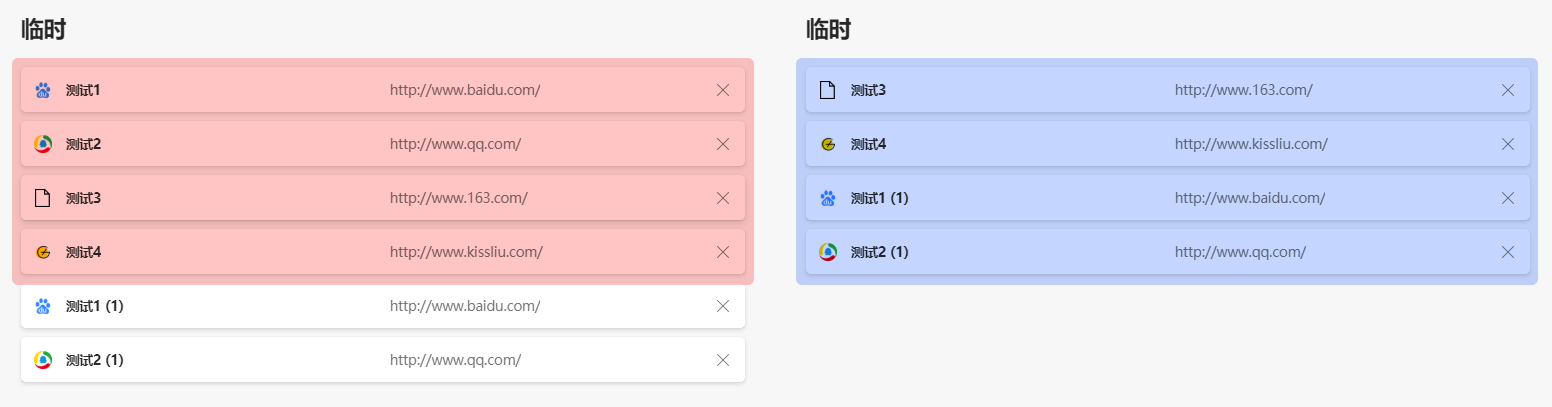 临时
测试1 http://www.baidu.com/
测试2 http://www.qq.com/
测试3 http://www.163.com/
测试4 http://www.kissliu.com/
测试1 (1) http://www.baidu.com/
测试2 (1) http://www.qq.com/
临时
测试3 http://www.163.com/
测试4 http://www.kissliu.com/
测试1 (1) http://www.baidu.com/
测试2 (1) http://www.qq.com/